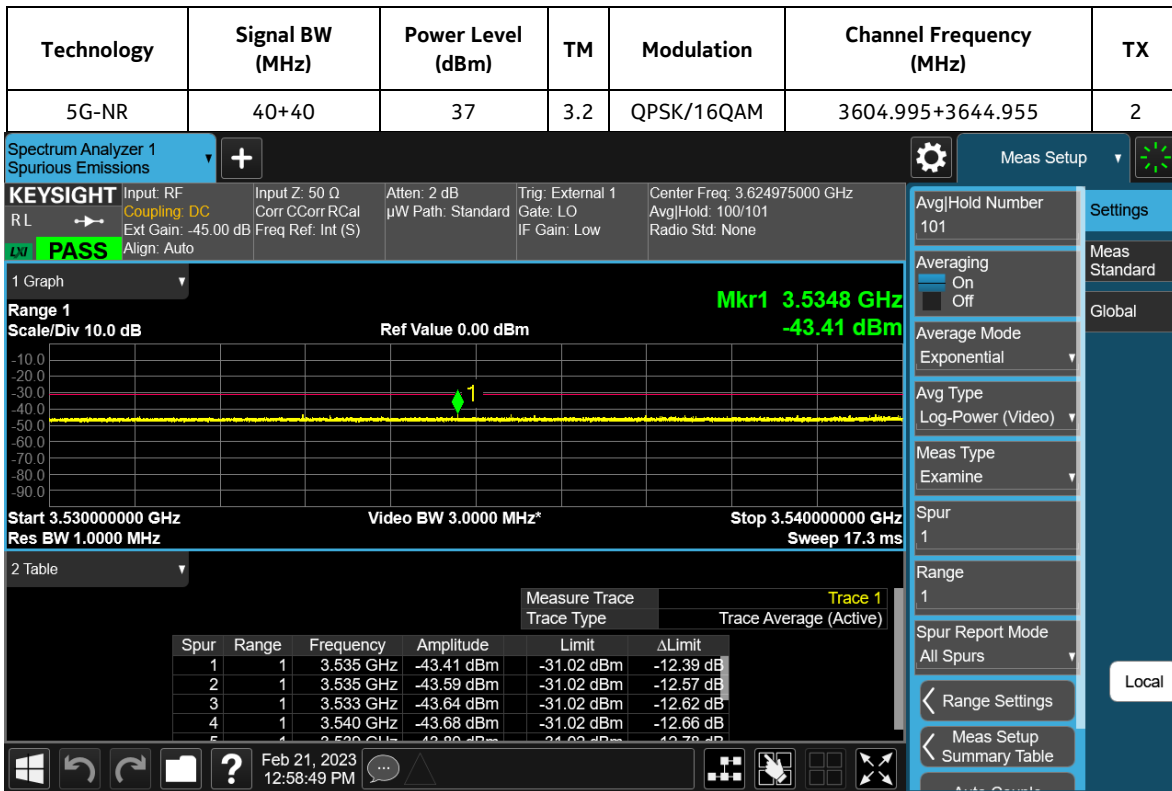 Technology Signal BW (MHz) Power Level (dBm) TM Modulation Channel Frequency (MHz) TX
5G-NR 40+40 37 3.2 QPSK/16QAM 3604.995+3644.955 2
Spectrum Analyzer 1
Spurious Emissions
+
Meas Setup
KEYSIGHT
R L
LXI
PASS
Input: RF
Coupling: DC
Ext Gain: -45.00 dB
Align: Auto
Input Z: 50 Ω
Corr CCorr RCal
Freq Ref: Int (S)
Atten: 2 dB
µW Path: Standard
Trig: External 1
Gate: LO
IF Gain: Low
Center Freq: 3.624975000 GHz
Avg|Hold: 100/101
Radio Std: None
1 Graph
Range 1
Scale/Div 10.0 dB
Ref Value 0.00 dBm
Mkr1 3.5348 GHz
-43.41 dBm
-10.0
-20.0
-30.0
-40.0
-50.0
-60.0
-70.0
-80.0
-90.0
1
Start 3.530000000 GHz
Res BW 1.0000 MHz
Video BW 3.0000 MHz*
Stop 3.540000000 GHz
Sweep 17.3 ms
2 Table
Measure Trace Trace 1
Trace Type Trace Average (Active)
Spur Range Frequency Amplitude Limit ΔLimit
1 1 3.535 GHz -43.41 dBm -31.02 dBm -12.39 dB
2 1 3.535 GHz -43.59 dBm -31.02 dBm -12.57 dB
3 1 3.533 GHz -43.64 dBm -31.02 dBm -12.62 dB
4 1 3.540 GHz -43.68 dBm -31.02 dBm -12.66 dB
Avg|Hold Number
101
Averaging
On
Off
Average Mode
Exponential
Avg Type
Log-Power (Video)
Meas Type
Examine
Spur
1
Range
1
Spur Report Mode
All Spurs
Range Settings
Meas Setup
Summary Table
Settings
Meas
Standard
Global
Local
?
Feb 21, 2023
12:58:49 PM